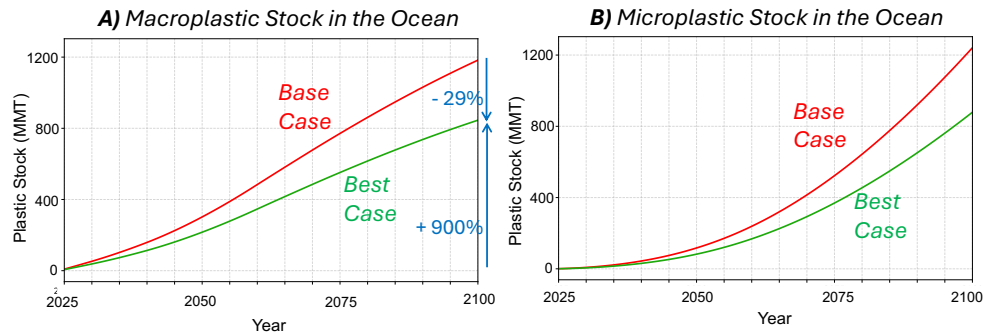 A) Macroplastic Stock in the Ocean
1200
800
400
0
Plastic Stock (MMT)
Base
Case
Best
Case
- 29%
+ 900%
2025
2050
2075
2100
Year
B) Microplastic Stock in the Ocean
1200
800
400
0
Plastic Stock (MMT)
Base
Case
Best
Case
2025
2050
2075
2100
Year